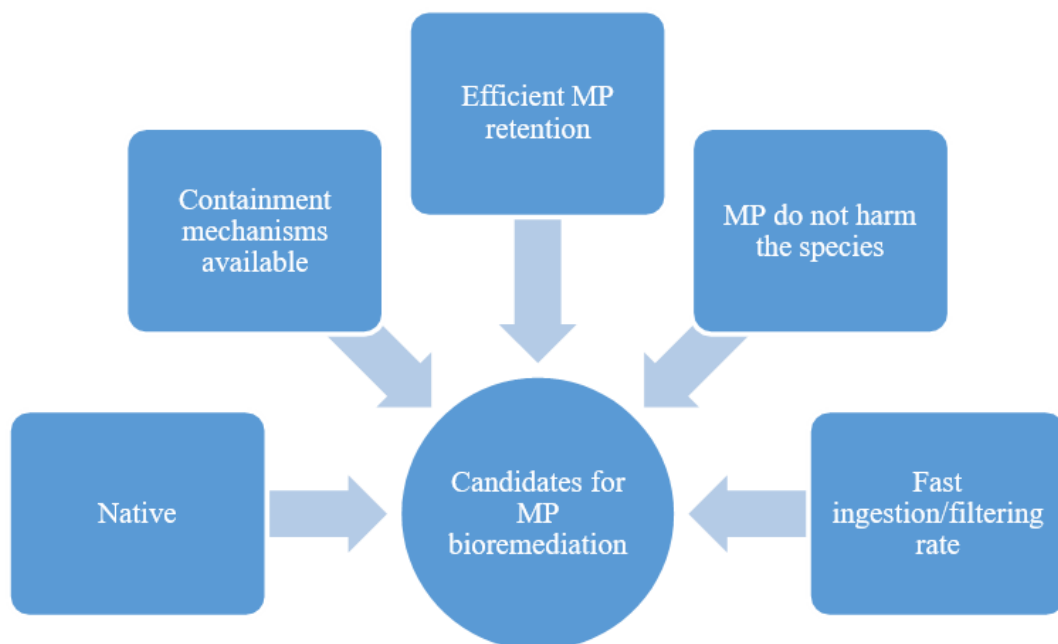 Efficient MP
retention
Containment
mechanisms
available
MP do not harm
the species
Native
Candidates for
MP
bioremediation
Fast
ingestion/filtering
rate